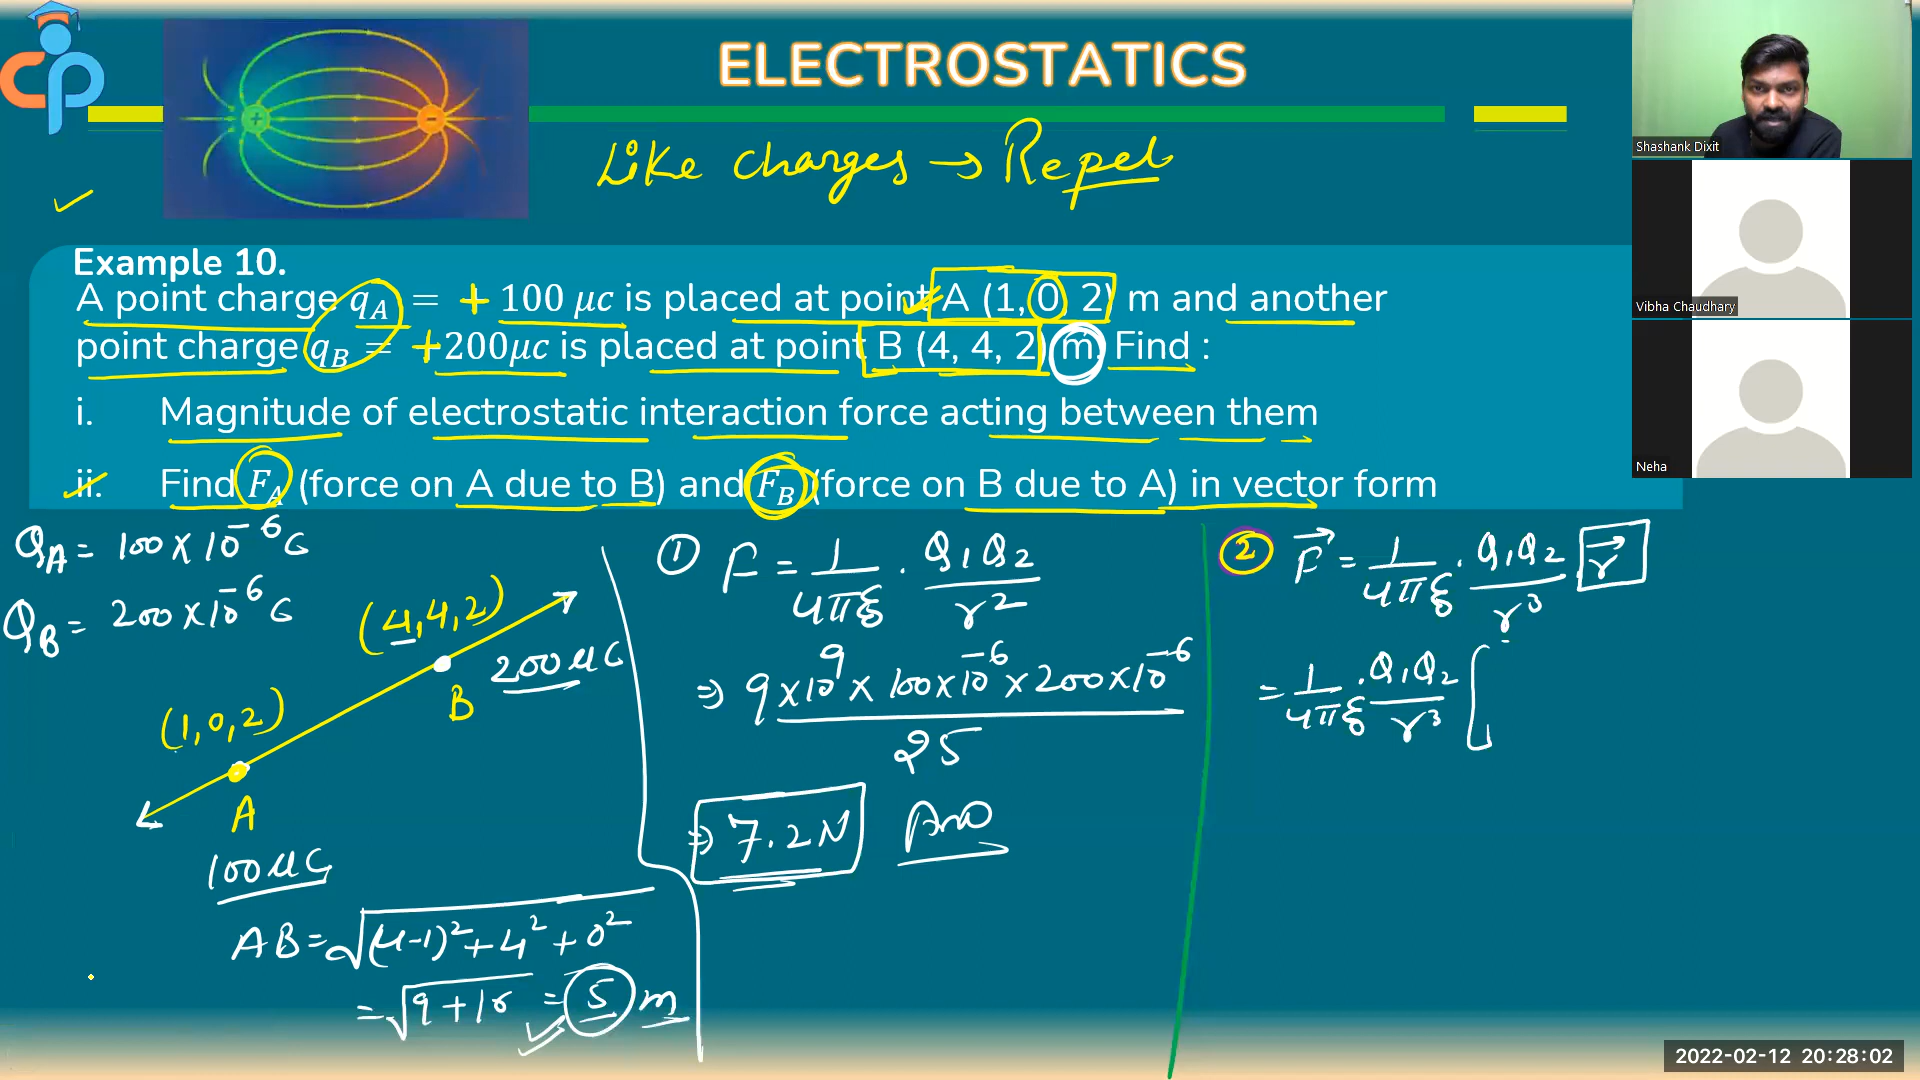 cp
ELECTROSTATICS
Like charges → Repel
Shashank Dixit
Vibha Chaudhary
Neha
Example 10.
A point charge q_A = + 100 μc is placed at point A (1, 0, 2) m and another
point charge q_B = +200μc is placed at point B (4, 4, 2) m. Find :
i. Magnitude of electrostatic interaction force acting between them
ii. Find F_A (force on A due to B) and F_B (force on B due to A) in vector form
Q_A = 100 × 10^-6 C
Q_B = 200×10^-6 C
(4,4,2)
200 μC
B
(1,0,2)
A
100 μC
AB = √(4-1)² + 4² + 0²
= √9+16 = 5 m
① F = 1/4πε . Q₁Q₂/r²
⇒ 9×10^9 × 100×10^-6 × 200×10^-6 / 25
⇒ 7.2 N Ans
② F⃗ = 1/4πε . Q₁Q₂/r³ . r⃗
= 1/4πε . Q₁Q₂/r³ [
2022-02-12 20:28:02